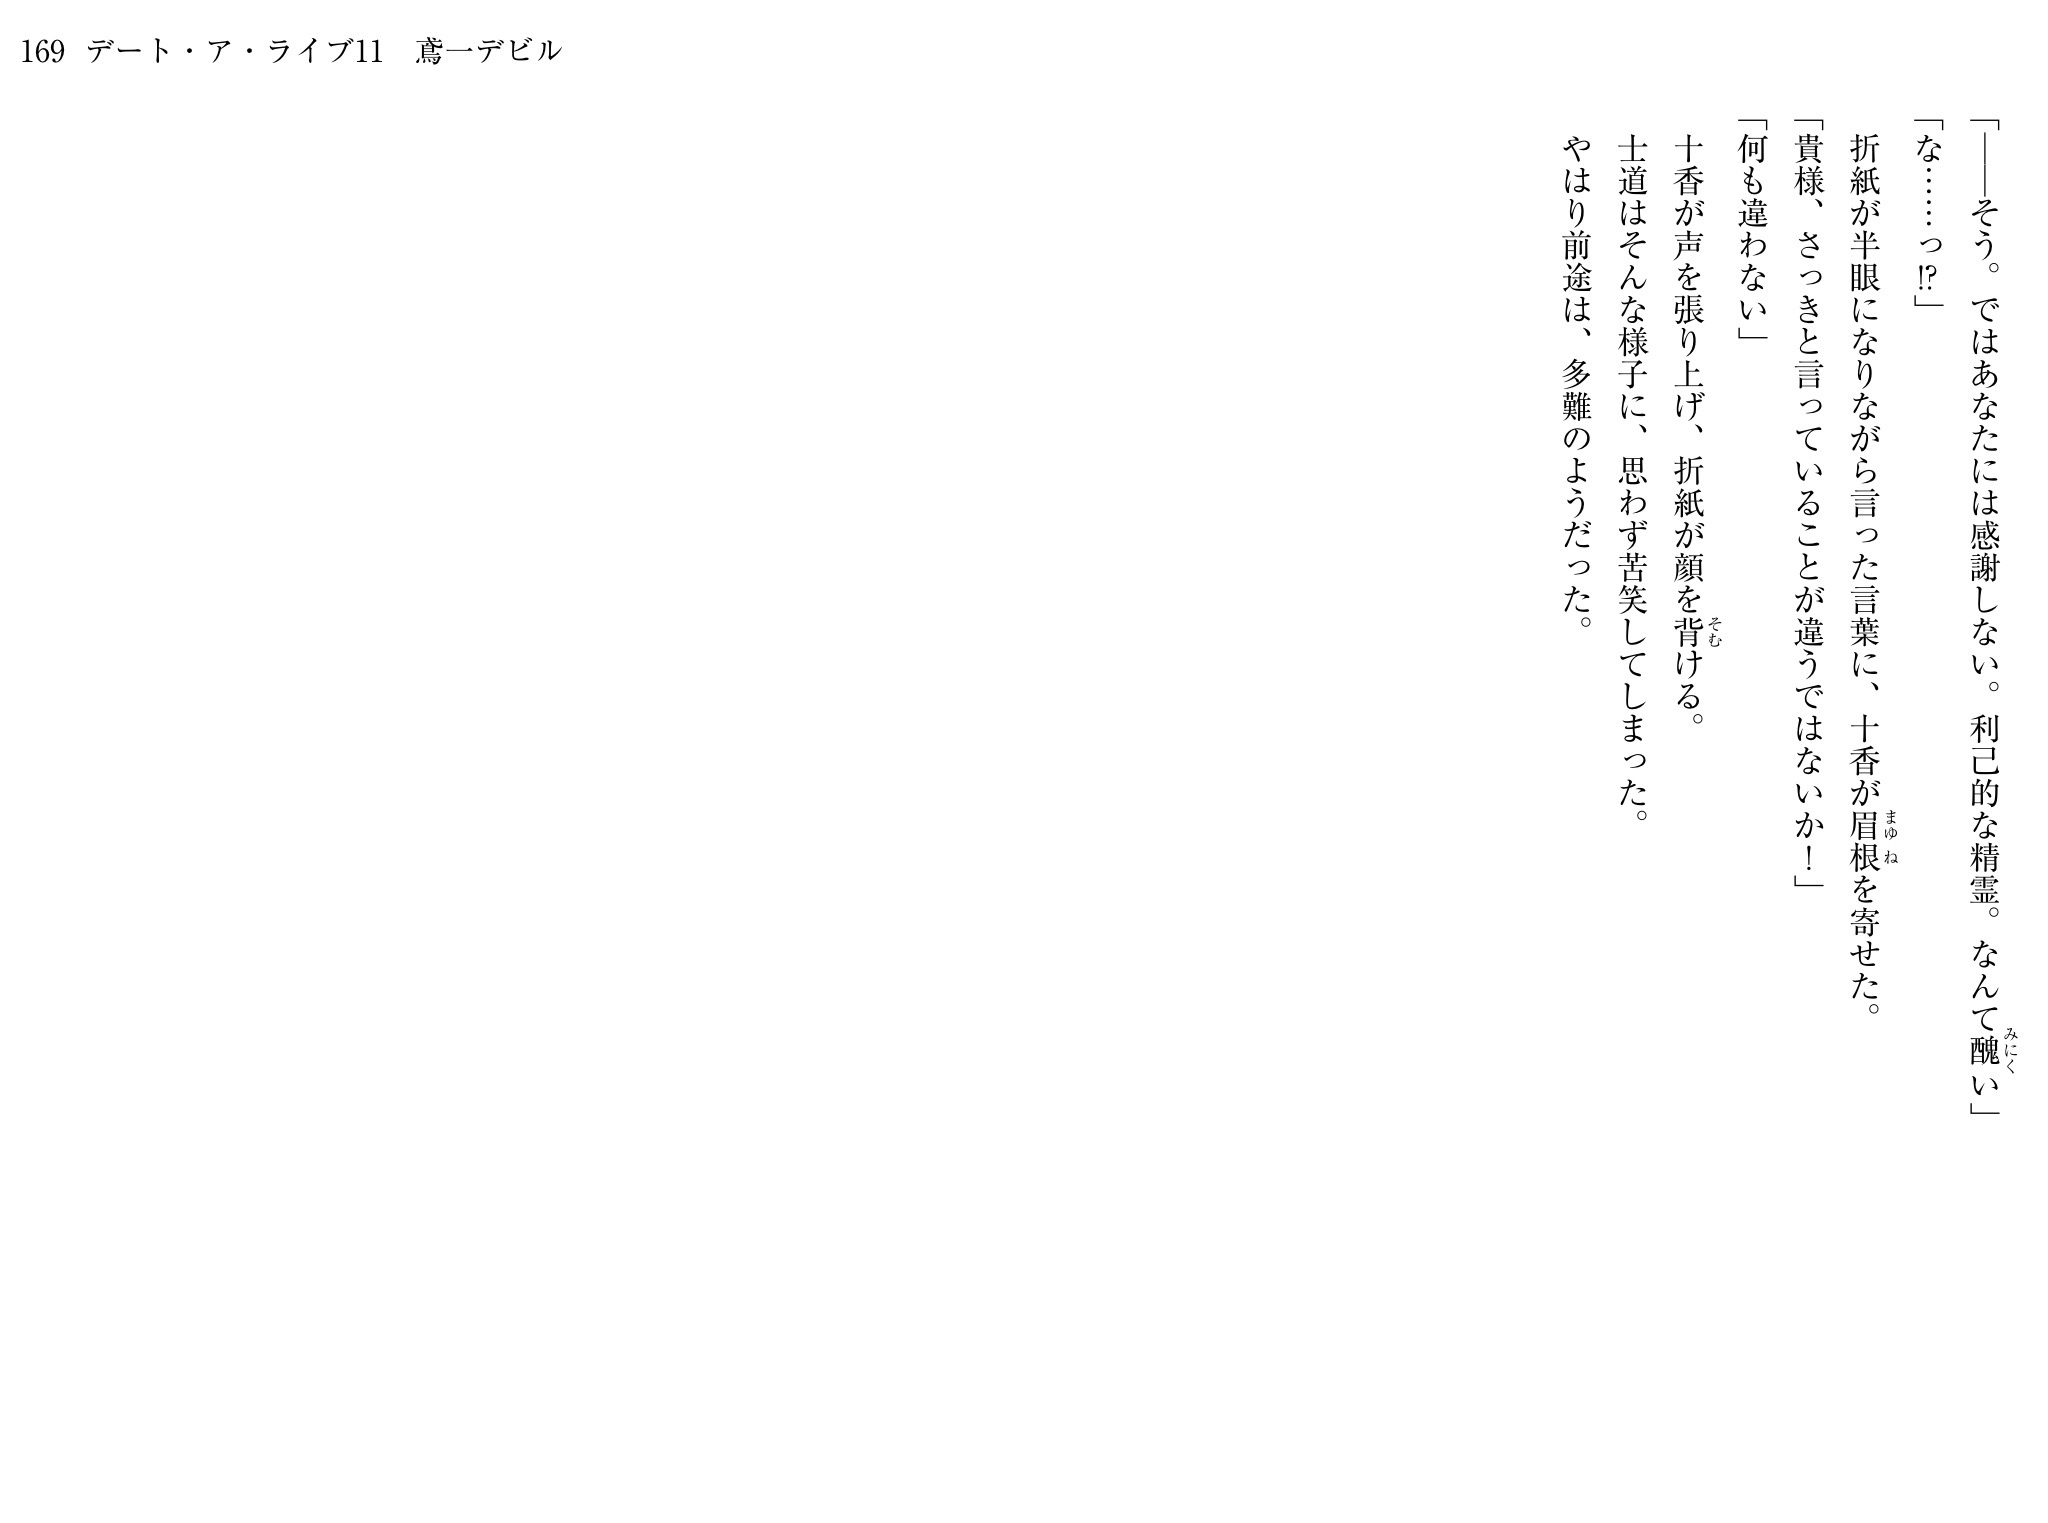 169 デート・ア・ライブ11　鳶一デビル
「――そう。ではあなたには感謝しない。利己的な精霊。なんて醜い」
「な……っ!?」
　折紙が半眼になりながら言った言葉に、十香が眉根を寄せた。
「貴様、さっきと言っていることが違うではないか！」
「何も違わない」
　十香が声を張り上げ、折紙が顔を背ける。
　士道はそんな様子に、思わず苦笑してしまった。
　やはり前途は、多難のようだった。